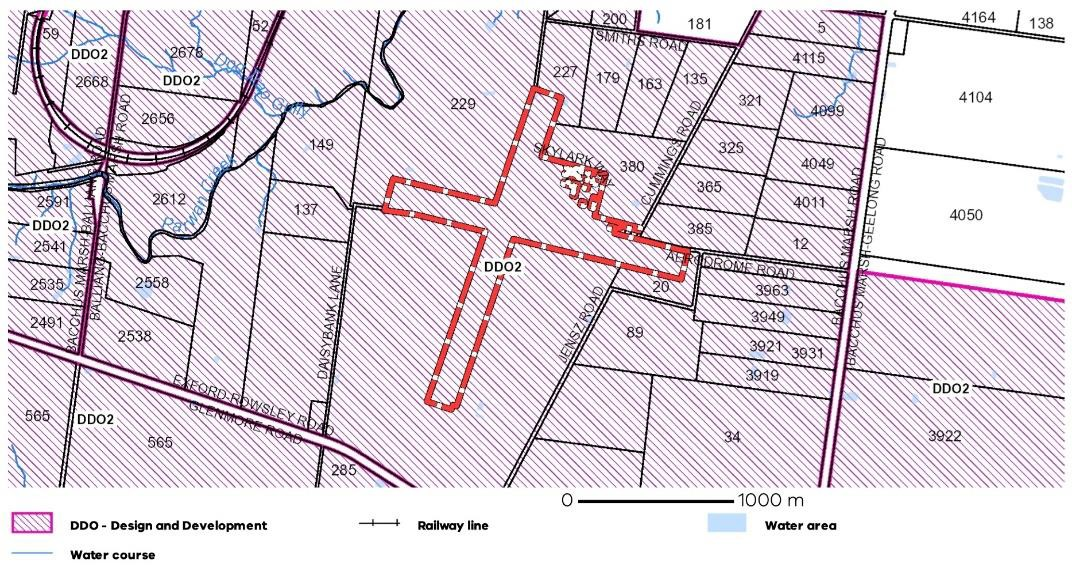 200
181
5
4164
138
59
52
SMITHS ROAD
DDO2
2678
4115
2668
DDO2
227
179
163
135
4104
Gully
229
321
4099
2656
ROAD
149
SKYLARK
325
380
CUMMINGS ROAD
4049
Parwan Creek
365
2591
2612
137
4011
4050
DDO2
385
2541
12
DDO2
AERODROME ROAD
2535
2558
20
3963
BACCHUS MARSH ROAD
BACCHUS MARSH-GEELONG ROAD
3949
2491
2538
DAISYBANK LANE
JENSZ ROAD
89
3921
3931
3919
EXFORD-ROWSLEY ROAD
GLENMORE ROAD
DDO2
565
DDO2
565
34
3922
285
0
1000 m
DDO - Design and Development
Railway line
Water area
Water course